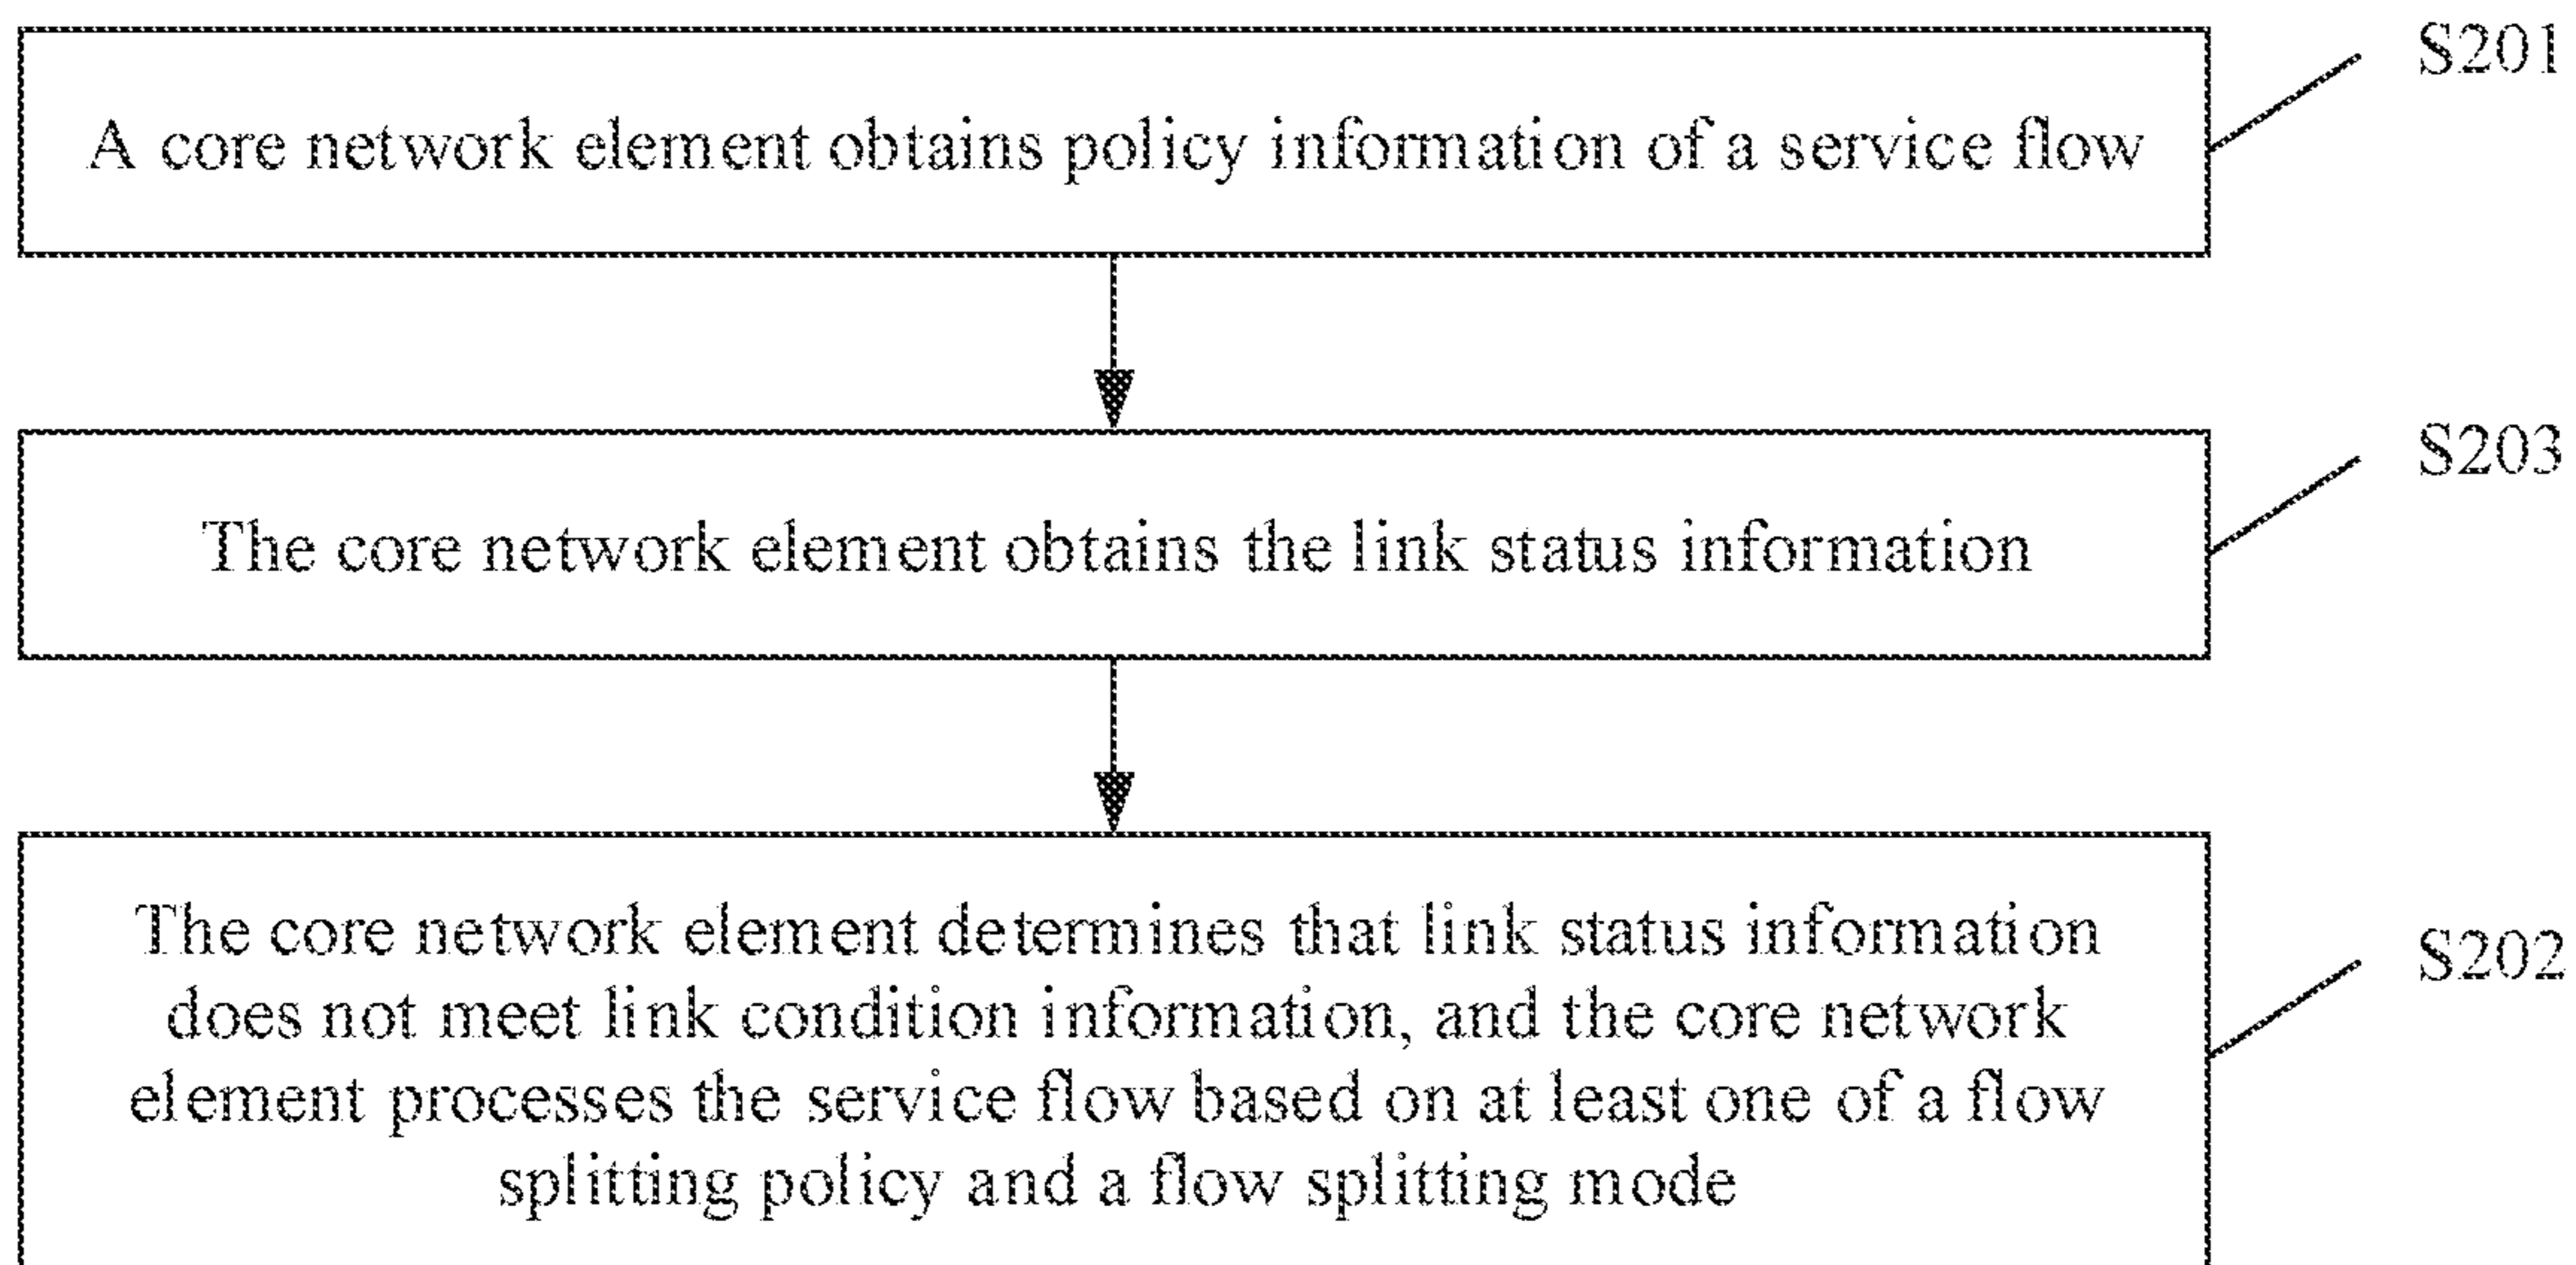 S201
A core network element obtains policy information of a service flow
S203
The core network element obtains the link status information
The core network element determines that link status information
does not meet link condition information, and the core network
S202
element processes the service flow based on at least one of a flow
splitting policy and a flow splitting mode